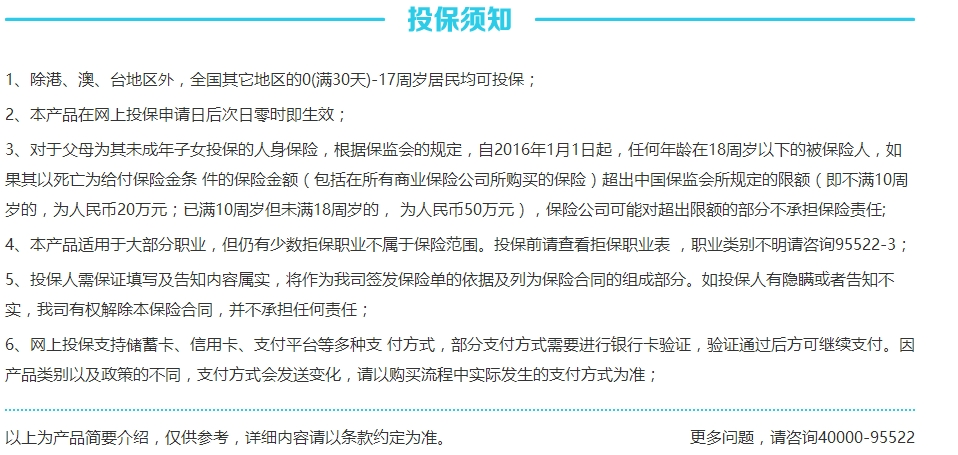 投保须知
1、除港、澳、台地区外，全国其它地区的0(满30天)-17周岁居民均可投保；
2、本产品在网上投保申请日后次日零时即生效；
3、对于父母为其未成年子女投保的人身保险，根据保监会的规定，自2016年1月1日起，任何年龄在18周岁以下的被保险人，如
果其以死亡为给付保险金条 件的保险金额（包括在所有商业保险公司所购买的保险）超出中国保监会所规定的限额（即不满10周
岁的，为人民币20万元；已满10周岁但未满18周岁的， 为人民币50万元），保险公司可能对超出限额的部分不承担保险责任;
4、本产品适用于大部分职业，但仍有少数拒保职业不属于保险范围。投保前请查看拒保职业表 ，职业类别不明请咨询95522-3；
5、投保人需保证填写及告知内容属实，将作为我司签发保险单的依据及列为保险合同的组成部分。如投保人有隐瞒或者告知不
实，我司有权解除本保险合同，并不承担任何责任；
6、网上投保支持储蓄卡、信用卡、支付平台等多种支 付方式，部分支付方式需要进行银行卡验证，验证通过后方可继续支付。因
产品类别以及政策的不同，支付方式会发送变化，请以购买流程中实际发生的支付方式为准；
以上为产品简要介绍，仅供参考，详细内容请以条款约定为准。
更多问题，请咨询40000-95522